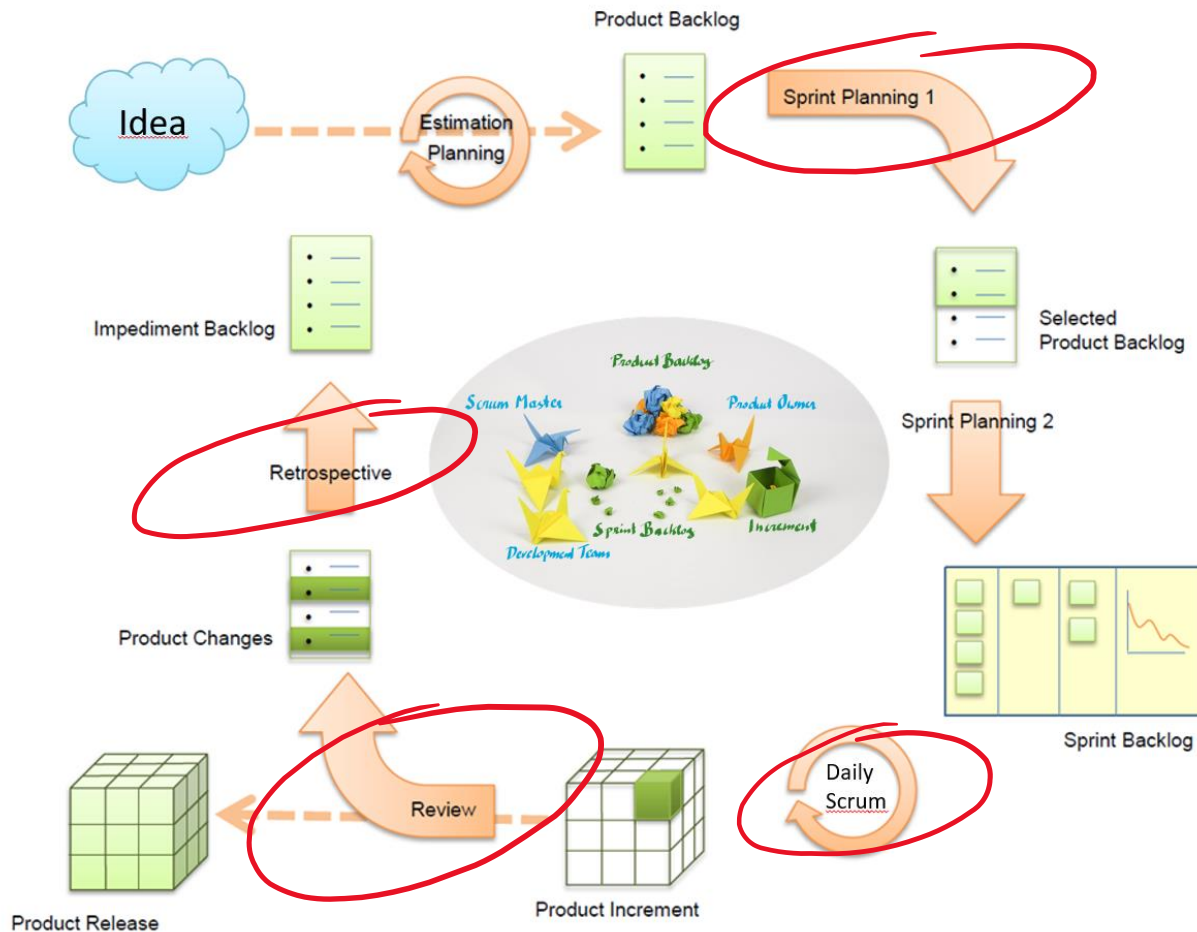 Product Backlog
Idea
Estimation
Planning
Sprint Planning 1
Impediment Backlog
Selected
Product Backlog
Product Backlog
Scrum Master
Product Owner
Sprint Planning 2
Retrospective
Sprint Backlog
Increment
Development Team
Product Changes
Sprint Backlog
Daily
Scrum
Review
Product Release
Product Increment